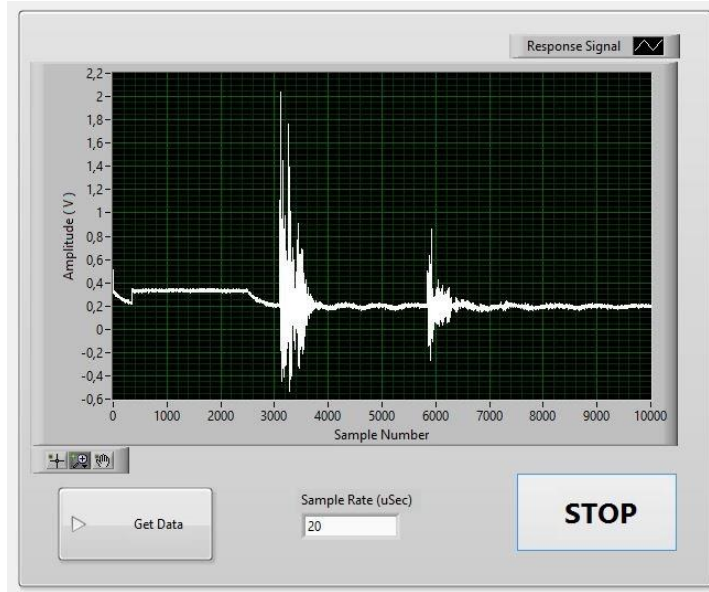 Response Signal
2,2
2
1,8
1,6
1,4
1,2
1
0,8
0,6
0,4
0,2
0
-0,2
-0,4
-0,6
Amplitude (V)
0 1000 2000 3000 4000 5000 6000 7000 8000 9000 10000
Sample Number
Get Data
Sample Rate (uSec)
20
STOP